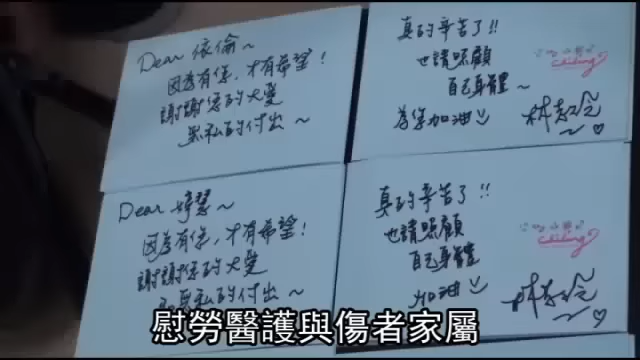 Dear 依倫~
因為有您,才有希望!
謝謝您的大愛
無私的付出~
真的辛苦了!!
也請照顧
自己身體~
為您加油
Chiling
林志玲
Dear 婷慧~
因為有您,才有希望!
謝謝您的大愛
無私的付出~
真的辛苦了!!
也請照顧
自己身體
加油
Chiling
林志玲
慰勞醫護與傷者家屬